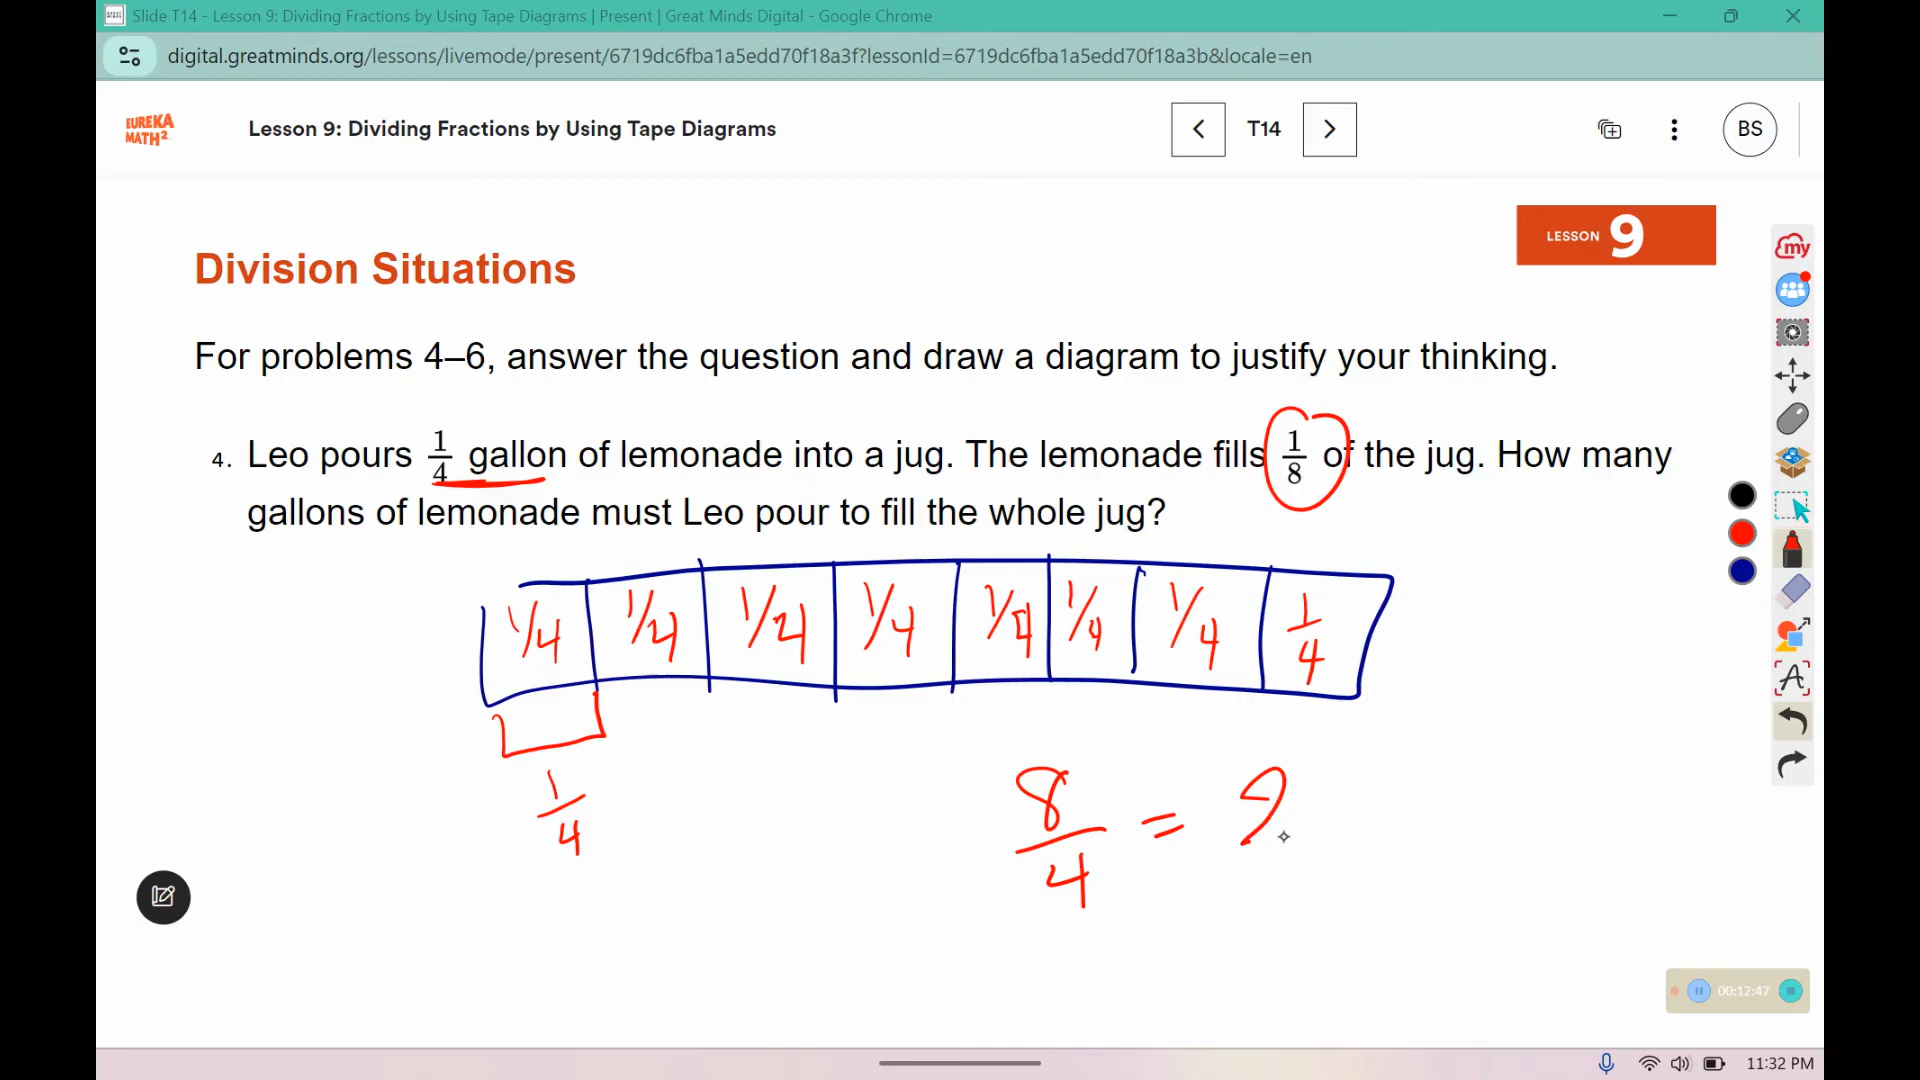 Slide T14 - Lesson 9: Dividing Fractions by Using Tape Diagrams | Present | Great Minds Digital - Google Chrome
digital.greatminds.org/lessons/livemode/present/6719dc6fba1a5edd70f18a3f?lessonId=6719dc6fba1a5edd70f18a3b&locale=en
EUREKA MATH² Lesson 9: Dividing Fractions by Using Tape Diagrams T14 BS
LESSON 9
my
Division Situations
For problems 4–6, answer the question and draw a diagram to justify your thinking.
4. Leo pours 1/4 gallon of lemonade into a jug. The lemonade fills 1/8 of the jug. How many
gallons of lemonade must Leo pour to fill the whole jug?
1/4 1/4 1/4 1/4 1/4 1/4 1/4 1/4
A
1/4
8/4 =
00:12:47
11:32 PM